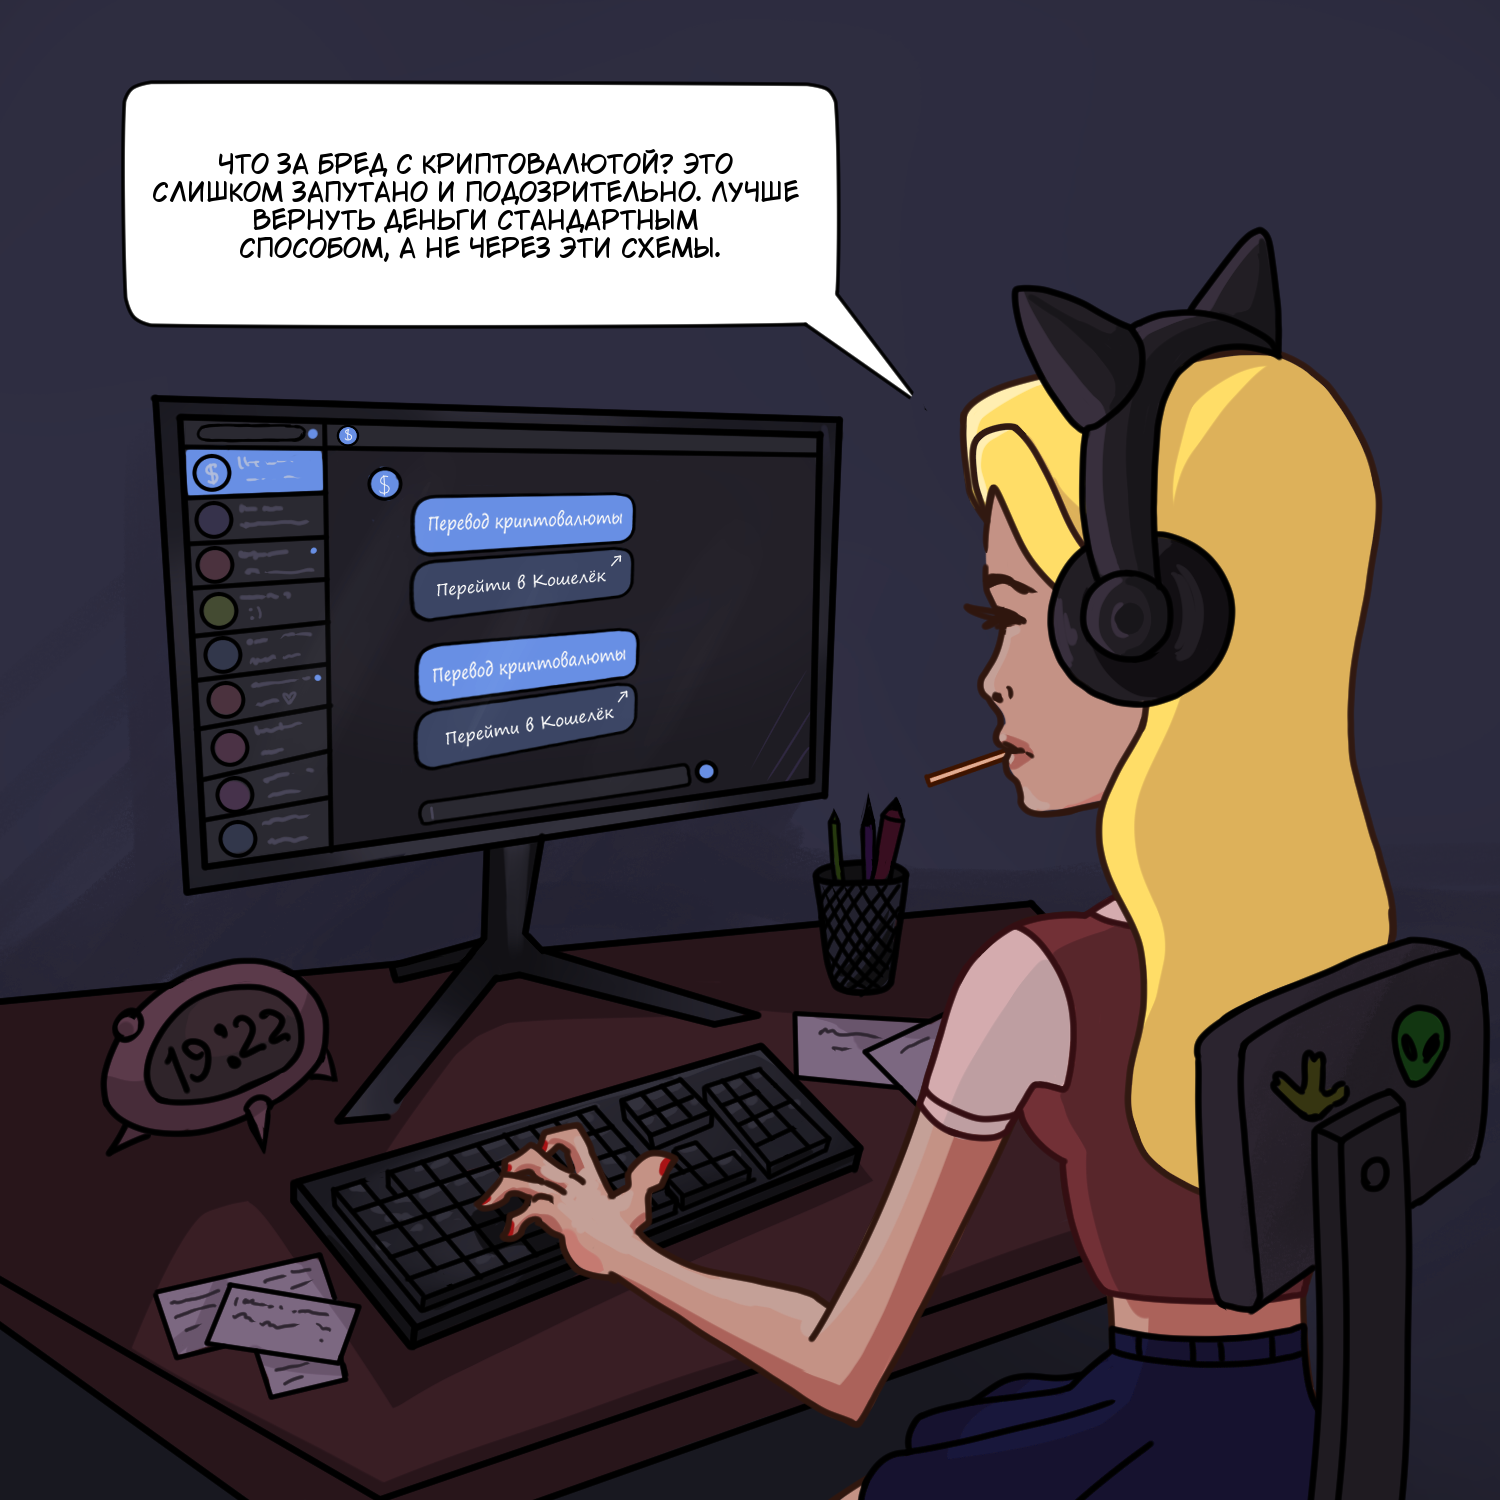 ЧТО ЗА БРЕД С КРИПТОВАЛЮТОЙ? ЭТО
СЛИШКОМ ЗАПУТАНО И ПОДОЗРИТЕЛЬНО. ЛУЧШЕ
ВЕРНУТЬ ДЕНЬГИ СТАНДАРТНЫМ
СПОСОБОМ, А НЕ ЧЕРЕЗ ЭТИ СХЕМЫ.
$
$
$
Перевод криптовалюты
Перейти в Кошелёк
:)
Перевод криптовалюты
Перейти в Кошелёк
19:22